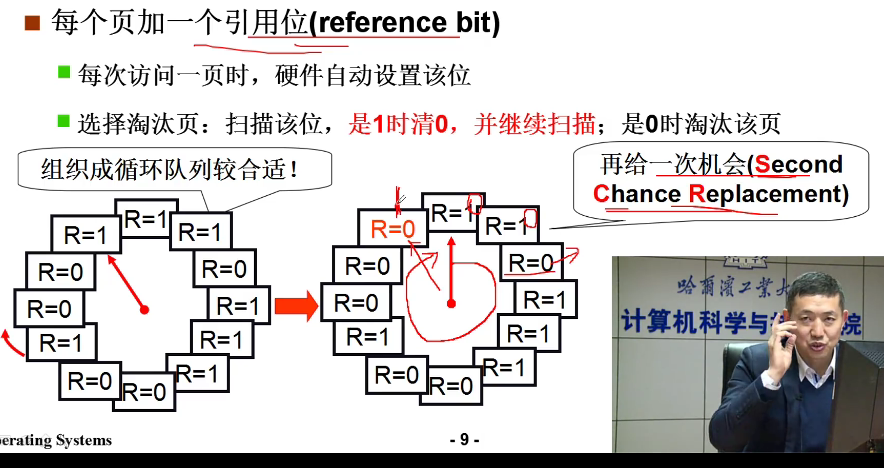 每个页加一个引用位(reference bit)
每次访问一页时，硬件自动设置该位
选择淘汰页：扫描该位，是1时清0，并继续扫描；是0时淘汰该页
组织成循环队列较合适！
再给一次机会(Second
Chance Replacement)
R=1
R=1
R=1
R=0
R=0
R=0
R=1
R=1
R=1
R=1
R=0
R=0
R=0
R=1
R=1
R=0
R=0
R=0
R=1
R=1
R=1
R=1
R=0
R=0
哈尔滨工业大
计算机科学与
院
erating Systems
- 9 -